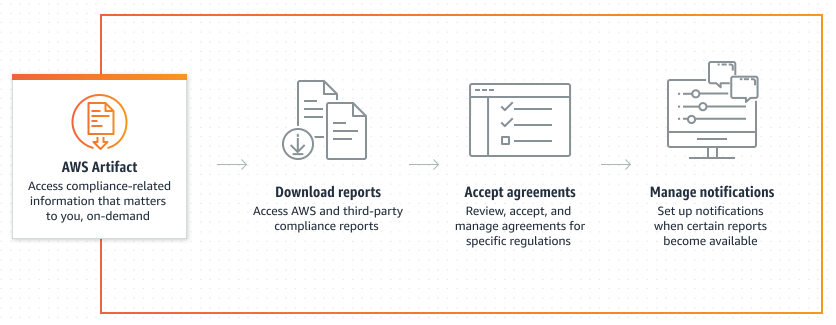 AWS Artifact
Access compliance-related
information that matters
to you, on-demand
Download reports
Access AWS and third-party
compliance reports
Accept agreements
Review, accept, and
manage agreements for
specific regulations
Manage notifications
Set up notifications
when certain reports
become available